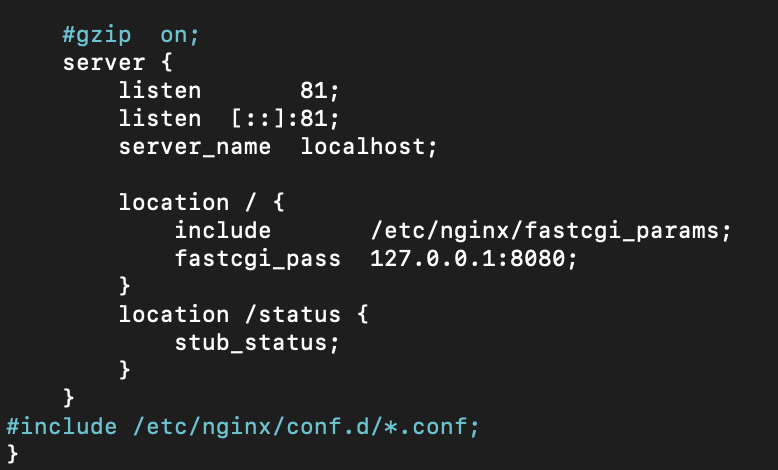 #gzip  on;
server {
listen       81;
listen  [::]:81;
server_name  localhost;
location / {
include       /etc/nginx/fastcgi_params;
fastcgi_pass  127.0.0.1:8080;
}
location /status {
stub_status;
}
}
#include /etc/nginx/conf.d/*.conf;
}